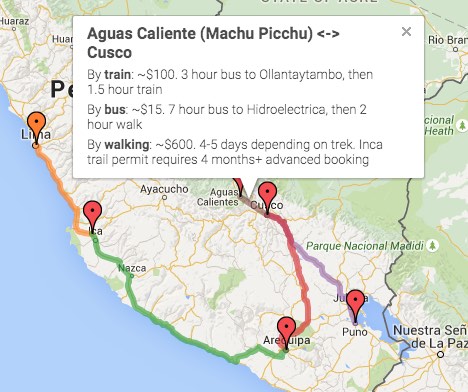 Aguas Caliente (Machu Picchu) <->
Cusco
By train: ~$100. 3 hour bus to Ollantaytambo, then
1.5 hour train
By bus: ~$15. 7 hour bus to Hidroelectrica, then 2
hour walk
By walking: ~$600. 4-5 days depending on trek. Inca
trail permit requires 4 months+ advanced booking
Huaraz
Rio Bran
Pe
Lima
Ayacucho
Aguas
Calientes
Cusco
Ica
Nazca
Parque Nacional Madidi
Puno
Arequipa
Nuestra Señ
de La Paz